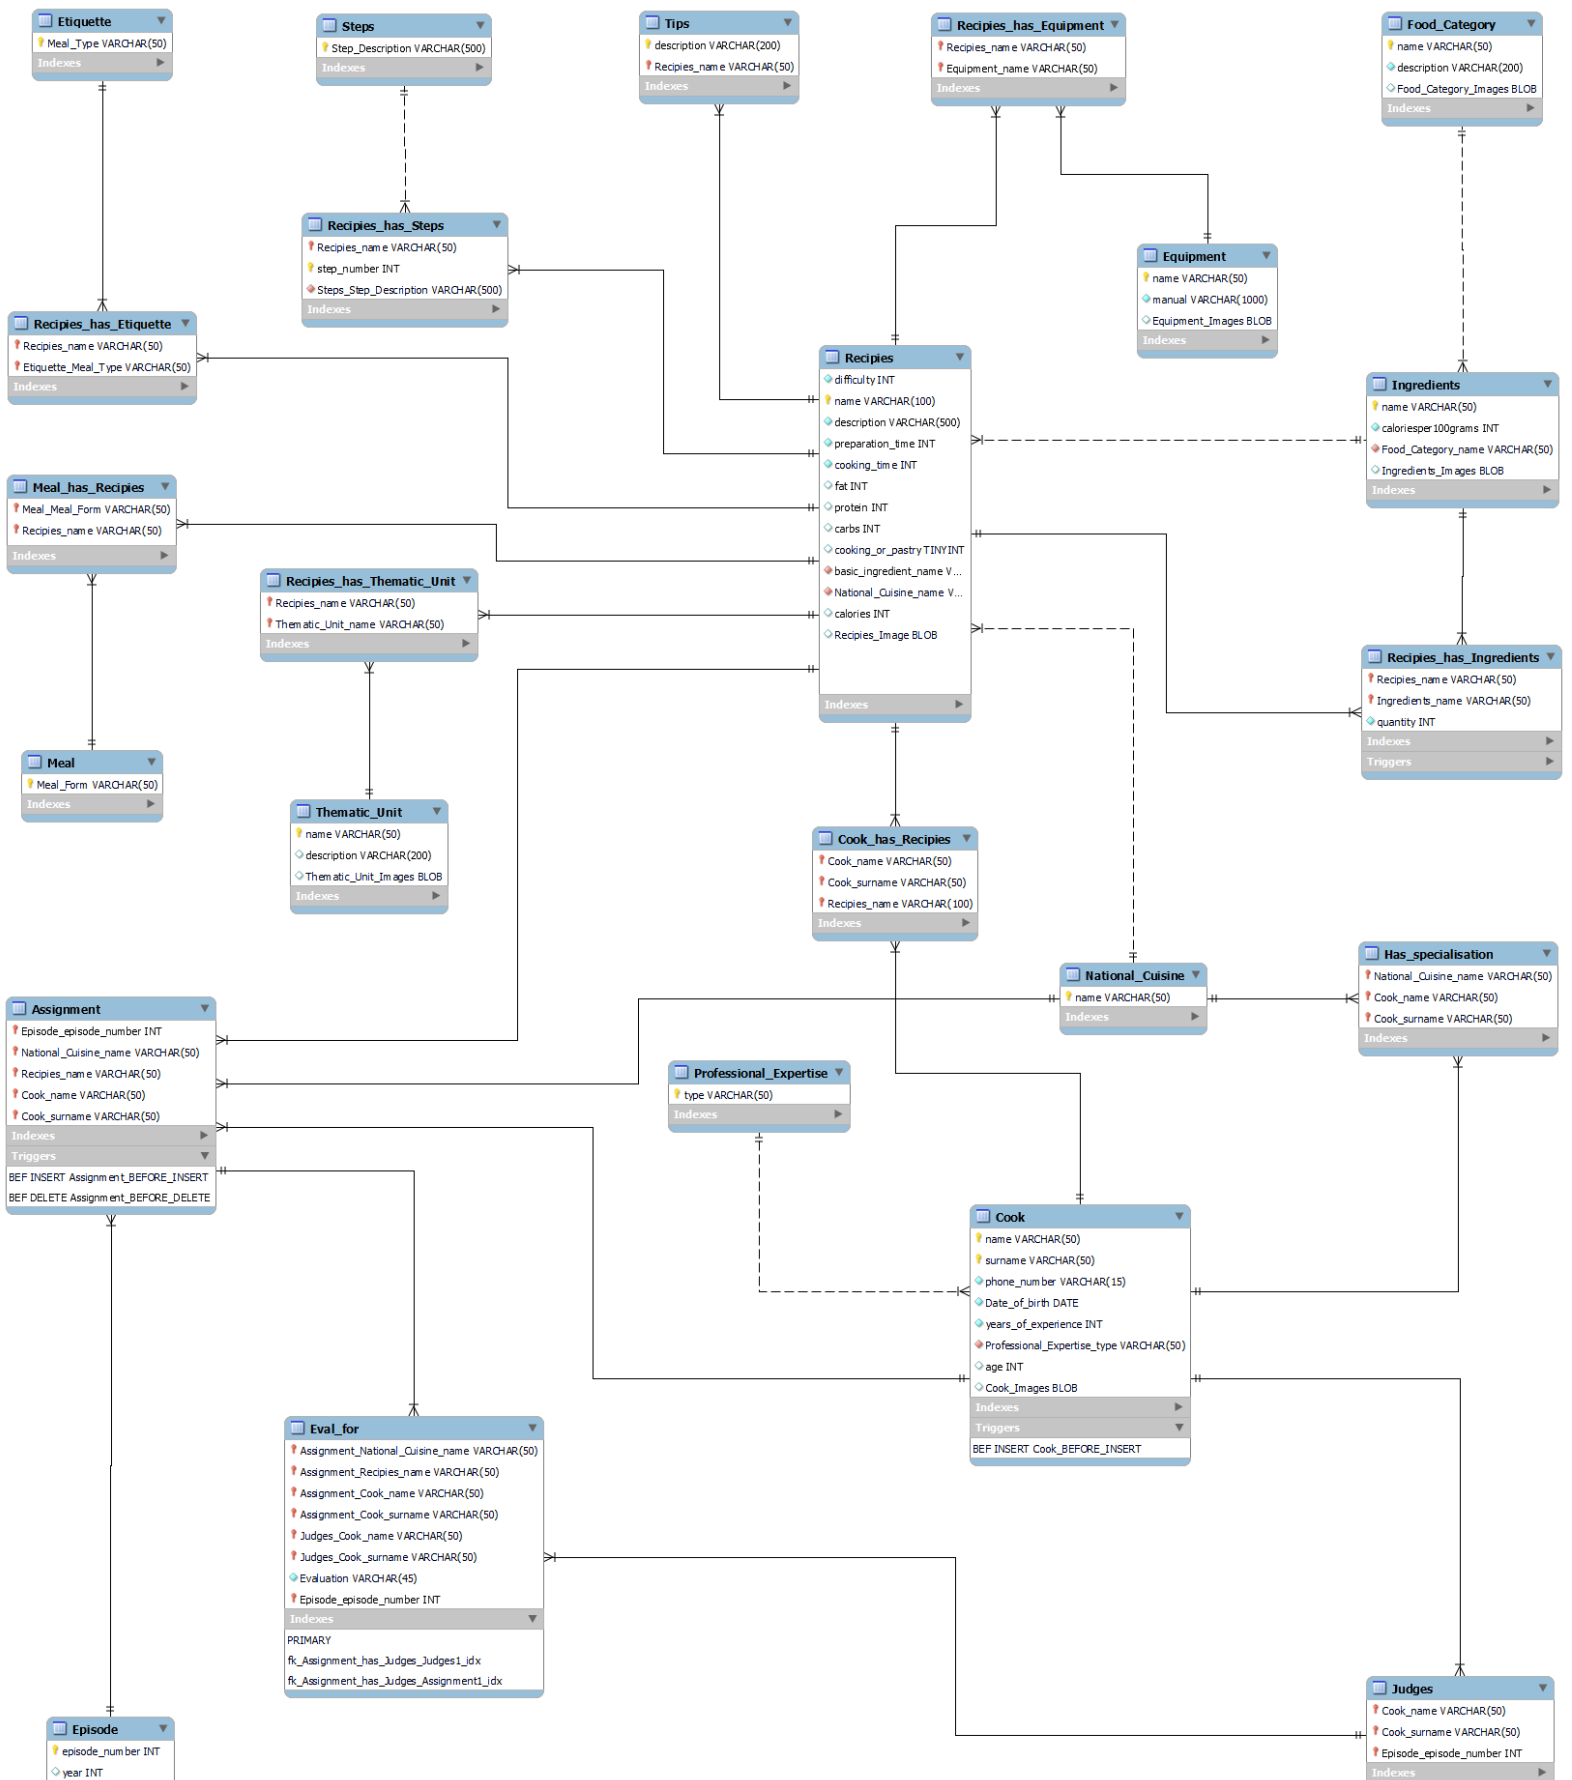 Etiquette
Meal_Type VARCHAR(50)
Indexes
Steps
Step_Description VARCHAR(500)
Indexes
Tips
description VARCHAR(200)
Recipies_name VARCHAR(50)
Indexes
Recipies_has_Equipment
Recipies_name VARCHAR(50)
Equipment_name VARCHAR(50)
Indexes
Food_Category
name VARCHAR(50)
description VARCHAR(200)
Food_Category_Images BLOB
Indexes
Recipies_has_Steps
Recipies_name VARCHAR(50)
step_number INT
Steps_Step_Description VARCHAR(500)
Indexes
Equipment
name VARCHAR(50)
manual VARCHAR(1000)
Equipment_Images BLOB
Indexes
Recipies_has_Etiquette
Recipies_name VARCHAR(50)
Etiquette_Meal_Type VARCHAR(50)
Indexes
Recipies
difficulty INT
name VARCHAR(100)
description VARCHAR(500)
preparation_time INT
cooking_time INT
fat INT
protein INT
carbs INT
cooking_or_pastry TINYINT
basic_ingredient_name V...
National_Cuisine_name V...
calories INT
Recipies_Image BLOB
Indexes
Ingredients
name VARCHAR(50)
caloriesper100grams INT
Food_Category_name VARCHAR(50)
Ingredients_Images BLOB
Indexes
Meal_has_Recipies
Meal_Meal_Form VARCHAR(50)
Recipies_name VARCHAR(50)
Indexes
Recipies_has_Thematic_Unit
Recipies_name VARCHAR(50)
Thematic_Unit_name VARCHAR(50)
Indexes
Recipies_has_Ingredients
Recipies_name VARCHAR(50)
Ingredients_name VARCHAR(50)
quantity INT
Indexes
Triggers
Meal
Meal_Form VARCHAR(50)
Indexes
Thematic_Unit
name VARCHAR(50)
description VARCHAR(200)
Thematic_Unit_Images BLOB
Indexes
Cook_has_Recipies
Cook_name VARCHAR(50)
Cook_surname VARCHAR(50)
Recipies_name VARCHAR(100)
Indexes
National_Cuisine
name VARCHAR(50)
Indexes
Has_specialisation
National_Cuisine_name VARCHAR(50)
Cook_name VARCHAR(50)
Cook_surname VARCHAR(50)
Indexes
Assignment
Episode_episode_number INT
National_Cuisine_name VARCHAR(50)
Recipies_name VARCHAR(50)
Cook_name VARCHAR(50)
Cook_surname VARCHAR(50)
Indexes
Triggers
BEF INSERT Assignment_BEFORE_INSERT
BEF DELETE Assignment_BEFORE_DELETE
Professional_Expertise
type VARCHAR(50)
Indexes
Cook
name VARCHAR(50)
surname VARCHAR(50)
phone_number VARCHAR(15)
Date_of_birth DATE
years_of_experience INT
Professional_Expertise_type VARCHAR(50)
age INT
Cook_Images BLOB
Indexes
Triggers
BEF INSERT Cook_BEFORE_INSERT
Eval_for
Assignment_National_Cuisine_name VARCHAR(50)
Assignment_Recipies_name VARCHAR(50)
Assignment_Cook_name VARCHAR(50)
Assignment_Cook_surname VARCHAR(50)
Judges_Cook_name VARCHAR(50)
Judges_Cook_surname VARCHAR(50)
Evaluation VARCHAR(45)
Episode_episode_number INT
Indexes
PRIMARY
fk_Assignment_has_Judges_Judges1_idx
fk_Assignment_has_Judges_Assignment1_idx
Judges
Cook_name VARCHAR(50)
Cook_surname VARCHAR(50)
Episode_episode_number INT
Indexes
Episode
episode_number INT
year INT